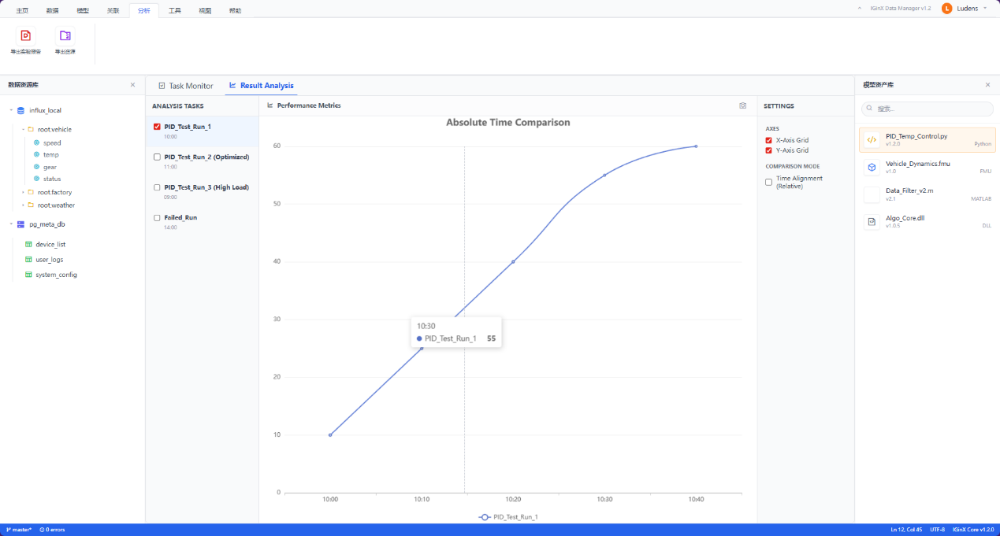 主页 数据 模型 关联 分析 工具 视图 帮助
IGinX Data Manager v1.2
L Ludens
导出实验报告 导出资源
数据资源库
influx_local
root.vehicle
speed
temp
gear
status
root.factory
root.weather
pg_meta_db
device_list
user_logs
system_config
Task Monitor Result Analysis
ANALYSIS TASKS
PID_Test_Run_1
10:00
PID_Test_Run_2 (Optimized)
11:00
PID_Test_Run_3 (High Load)
09:00
Failed_Run
14:00
Performance Metrics
Absolute Time Comparison
60
50
40
30
20
10
0
10:30
PID_Test_Run_1 55
10:00 10:10 10:20 10:30 10:40
PID_Test_Run_1
SETTINGS
AXES
X-Axis Grid
Y-Axis Grid
COMPARISON MODE
Time Alignment
(Relative)
模型资产库
搜索...
PID_Temp_Control.py
v1.2.0 Python
Vehicle_Dynamics.fmu
v1.0 FMU
Data_Filter_v2.m
v2.1 MATLAB
Algo_Core.dll
v1.0.5 DLL
master* 0 errors
Ln 12, Col 45 UTF-8 IGinX Core v1.2.0